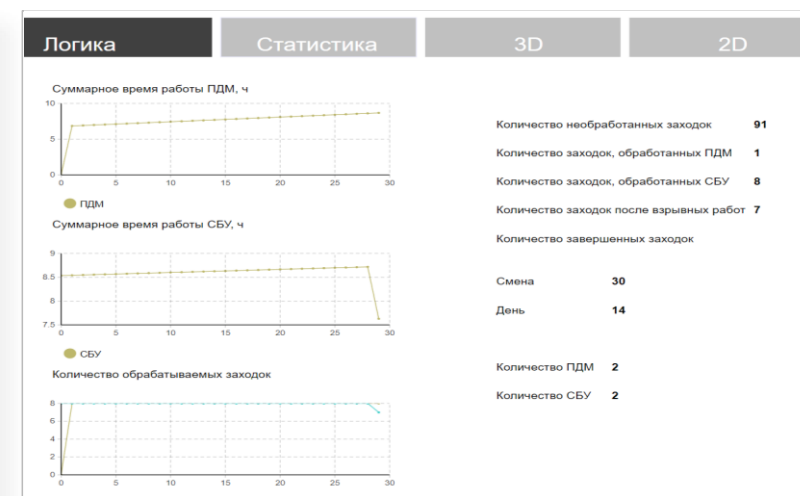 Логика Статистика 3D 2D
Суммарное время работы ПДМ, ч
10
5
0
0 5 10 15 20 25 30
ПДМ
Суммарное время работы СБУ, ч
9
8.5
8
7.5
0 5 10 15 20 25 30
СБУ
Количество обрабатываемых заходок
8
6
4
2
0
0 5 10 15 20 25 30
Количество необработанных заходок 91
Количество заходок, обработанных ПДМ 1
Количество заходок, обработанных СБУ 8
Количество заходок после взрывных работ 7
Количество завершенных заходок
Смена 30
День 14
Количество ПДМ 2
Количество СБУ 2